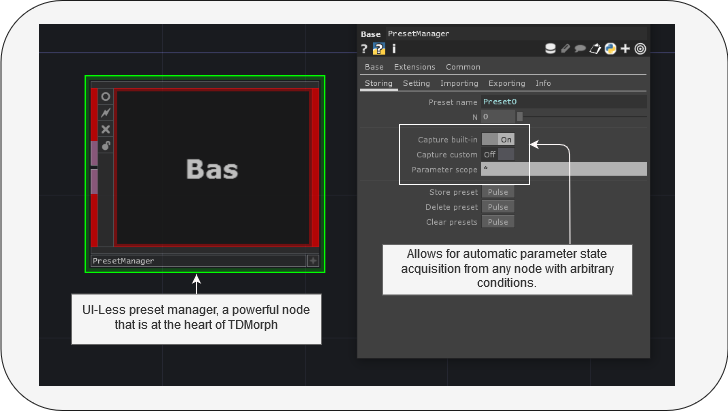 Base PresetManager
? ? i
Base Extensions Common
Storing Setting Importing Exporting Info
Preset name Preset0
N 0
Capture built-in On
Capture custom Off
Parameter scope *
Store preset Pulse
Delete preset Pulse
Clear presets Pulse
Bas
PresetManager
UI-Less preset manager, a powerful node
that is at the heart of TDMorph
Allows for automatic parameter state
acquisition from any node with arbitrary
conditions.